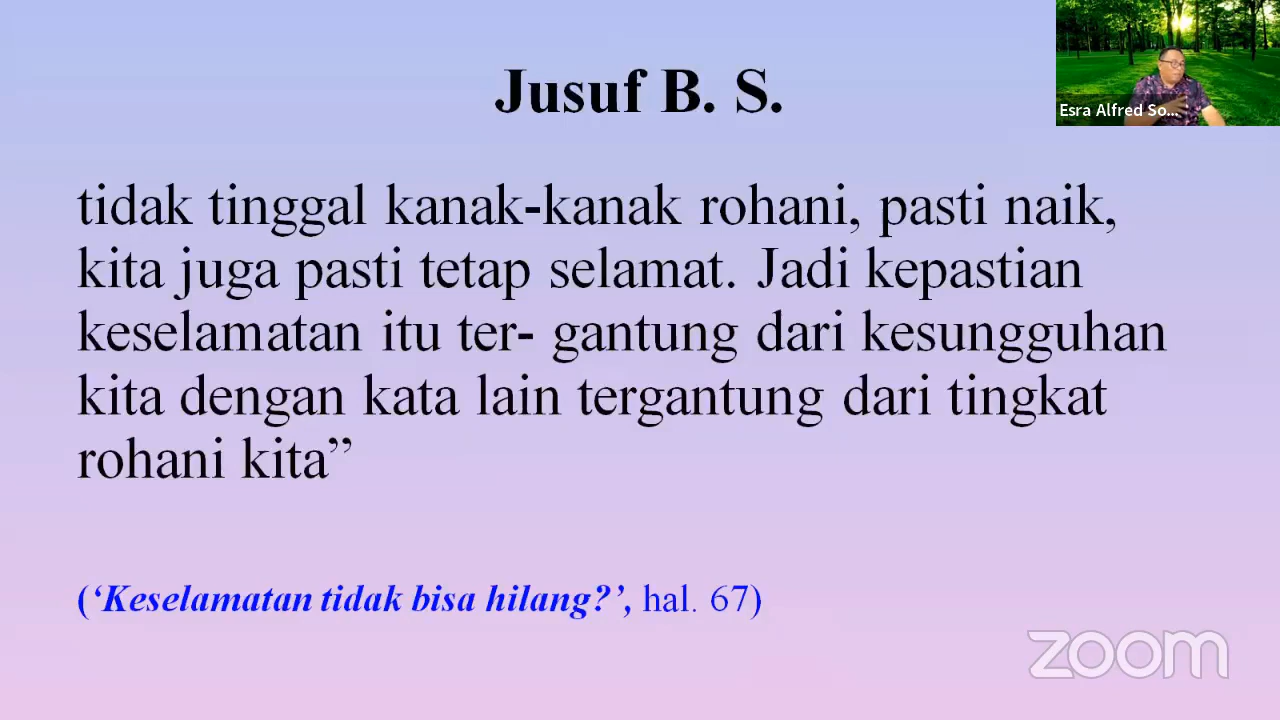 Jusuf B. S.
Esra Alfred So...
tidak tinggal kanak-kanak rohani, pasti naik,
kita juga pasti tetap selamat. Jadi kepastian
keselamatan itu ter- gantung dari kesungguhan
kita dengan kata lain tergantung dari tingkat
rohani kita”
(‘Keselamatan tidak bisa hilang?’, hal. 67)
zoom